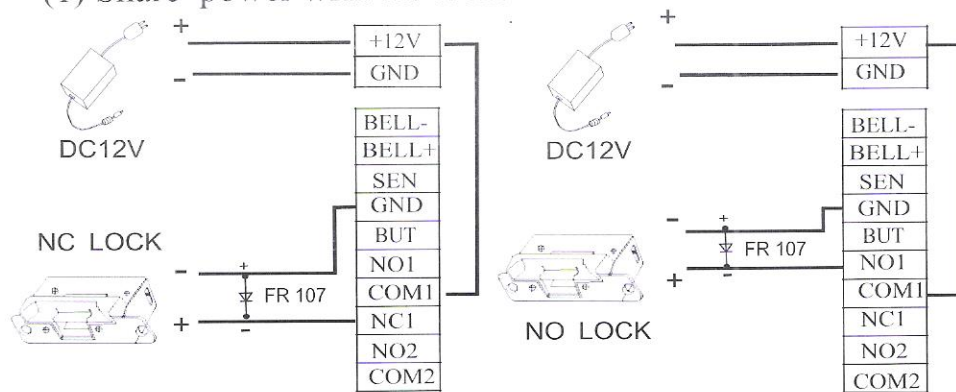 (1) Share power with
+
+12V
-
GND
DC12V
BELL-
BELL+
SEN
GND
BUT
NO1
COM1
NC1
NO2
COM2
NC LOCK
-
+
FR 107
+
-
+
+12V
-
GND
DC12V
BELL-
BELL+
SEN
GND
BUT
NO1
COM1
NC1
NO2
COM2
-
+
FR 107
+
-
NO LOCK